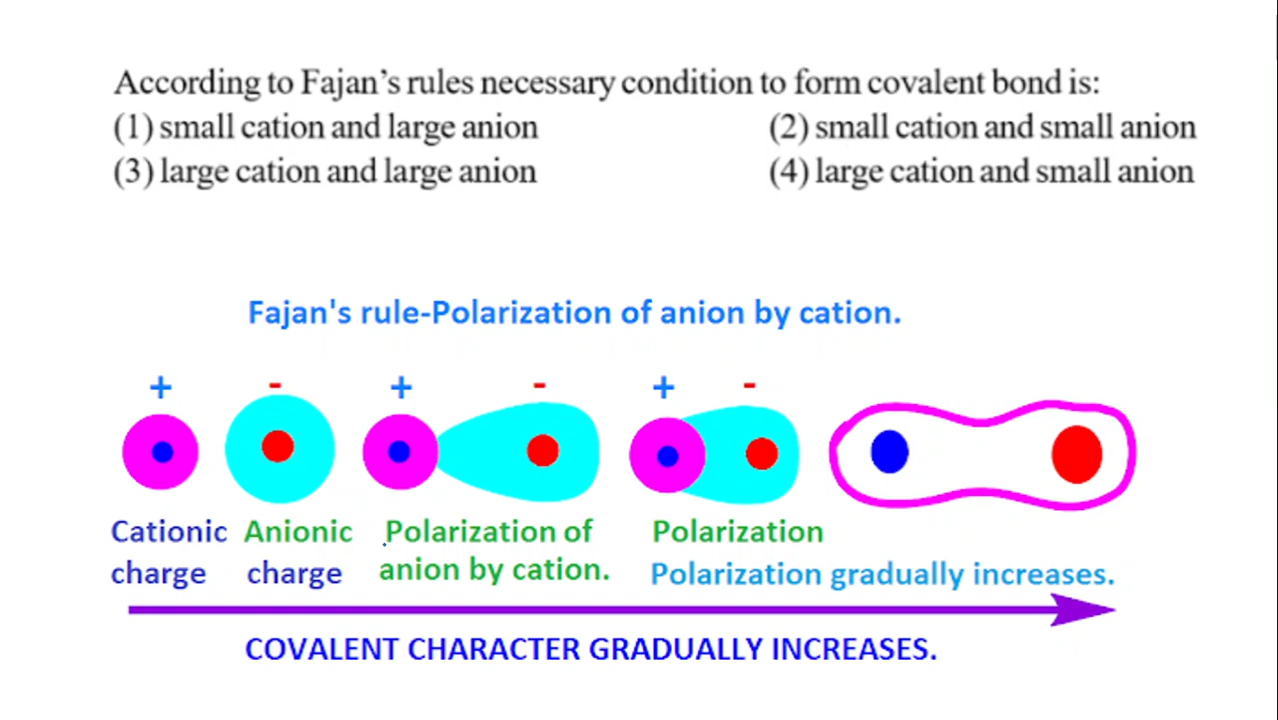 According to Fajan’s rules necessary condition to form covalent bond is:
(1) small cation and large anion (2) small cation and small anion
(3) large cation and large anion (4) large cation and small anion
Fajan's rule-Polarization of anion by cation.
+ - + - + -
Cationic Anionic Polarization of Polarization
charge charge anion by cation. Polarization gradually increases.
COVALENT CHARACTER GRADUALLY INCREASES.